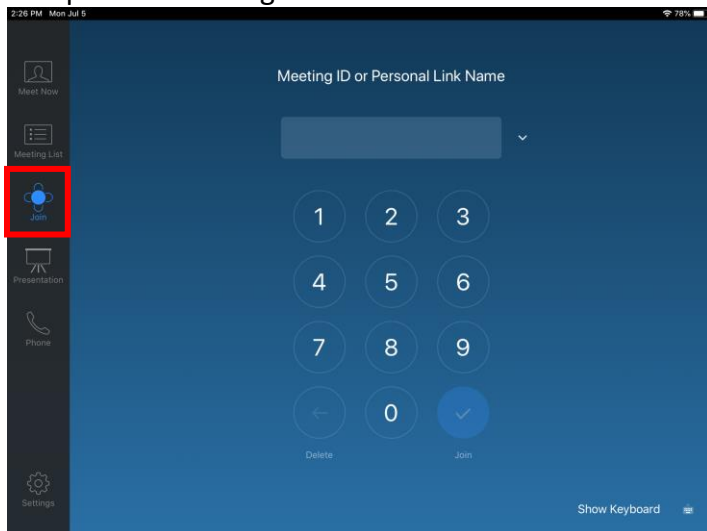 2:26 PM Mon Jul 5
78%
Meet Now
Meeting List
Join
Presentation
Phone
Settings
Meeting ID or Personal Link Name
1 2 3
4 5 6
7 8 9
0
Delete Join
Show Keyboard